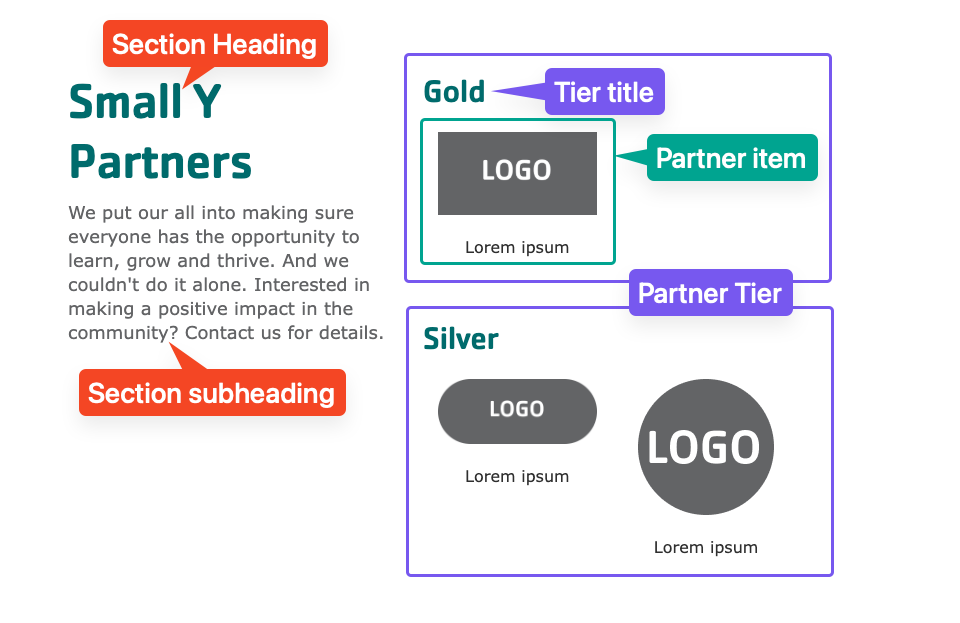 Section Heading
Small Y
Partners
We put our all into making sure
everyone has the opportunity to
learn, grow and thrive. And we
couldn't do it alone. Interested in
making a positive impact in the
community? Contact us for details.
Section subheading
Gold
Tier title
Partner item
LOGO
Lorem ipsum
Partner Tier
Silver
LOGO
Lorem ipsum
LOGO
Lorem ipsum